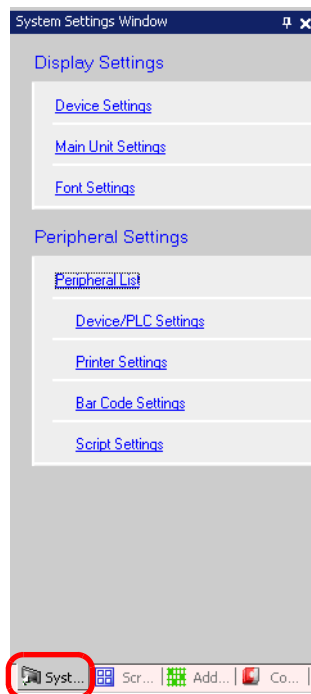 System Settings Window
Display Settings
Device Settings
Main Unit Settings
Font Settings
Peripheral Settings
Peripheral List
Device/PLC Settings
Printer Settings
Bar Code Settings
Script Settings
Syst... Scr... Add... Co...